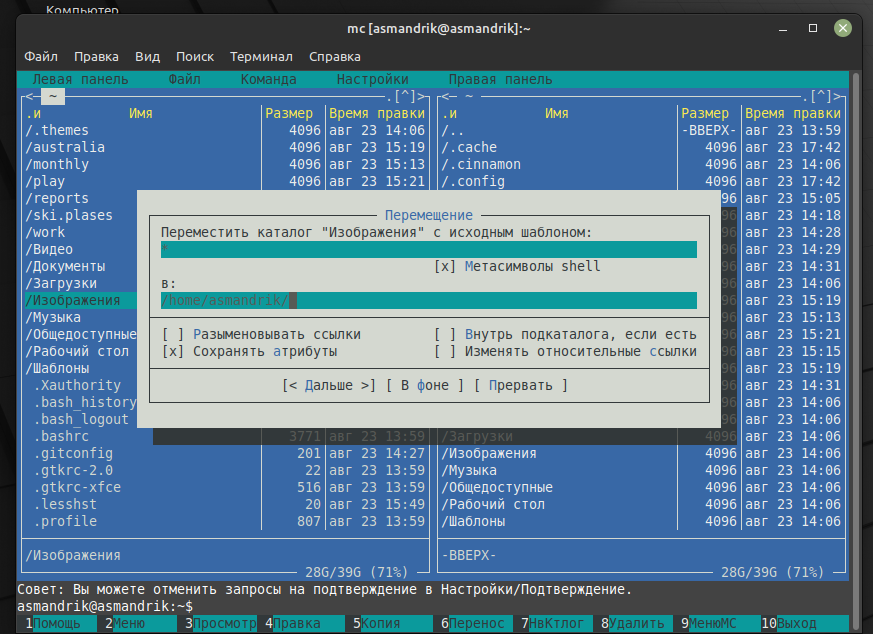 Компьютер
mc [asmandrik@asmandrik]:~
Файл Правка Вид Поиск Терминал Справка
Левая панель Файл Команда Настройки Правая панель
<— ~ .[^]> <— ~ .[^]>
.и Имя Размер Время правки .и Имя Размер Время правки
/.themes 4096 авг 23 14:06 /.. -ВВЕРХ- авг 23 13:59
/australia 4096 авг 23 15:19 /.cache 4096 авг 23 17:42
/monthly 4096 авг 23 15:13 /.cinnamon 4096 авг 23 14:06
/play 4096 авг 23 15:21 /.config 4096 авг 23 17:42
/reports 96 авг 23 15:05
/ski.plases Перемещение 96 авг 23 14:18
/work Переместить каталог "Изображения" с исходным шаблоном: 96 авг 23 14:28
/Видео * 96 авг 23 14:29
/Документы [x] Метасимволы shell 96 авг 23 14:31
/Загрузки в: 96 авг 23 14:06
/Изображения /home/asmandrik/ 96 авг 23 15:19
/Музыка 96 авг 23 15:13
/Общедоступные [ ] Разыменовывать ссылки [ ] Внутрь подкаталога, если есть 96 авг 23 15:21
/Рабочий стол [x] Сохранять атрибуты [ ] Изменять относительные ссылки 96 авг 23 15:15
/Шаблоны 96 авг 23 15:19
.Xauthority [< Дальше >] [ В фоне ] [ Прервать ] 96 авг 23 14:31
.bash_history 96 авг 23 14:06
.bash_logout 96 авг 23 14:06
.bashrc 3771 авг 23 13:59 /Загрузки 4096 авг 23 14:06
.gitconfig 201 авг 23 14:27 /Изображения 4096 авг 23 14:06
.gtkrc-2.0 22 авг 23 13:59 /Музыка 4096 авг 23 14:06
.gtkrc-xfce 516 авг 23 13:59 /Общедоступные 4096 авг 23 14:06
.lesshst 20 авг 23 15:49 /Рабочий стол 4096 авг 23 14:06
.profile 807 авг 23 13:59 /Шаблоны 4096 авг 23 14:06
/Изображения -ВВЕРХ-
28G/39G (71%) 28G/39G (71%)
Совет: Вы можете отменить запросы на подтверждение в Настройки/Подтверждение.
asmandrik@asmandrik:~$
1Помощь 2Меню 3Просмотр 4Правка 5Копия 6Перенос 7НвКтлог 8Удалить 9МенюMC 10Выход